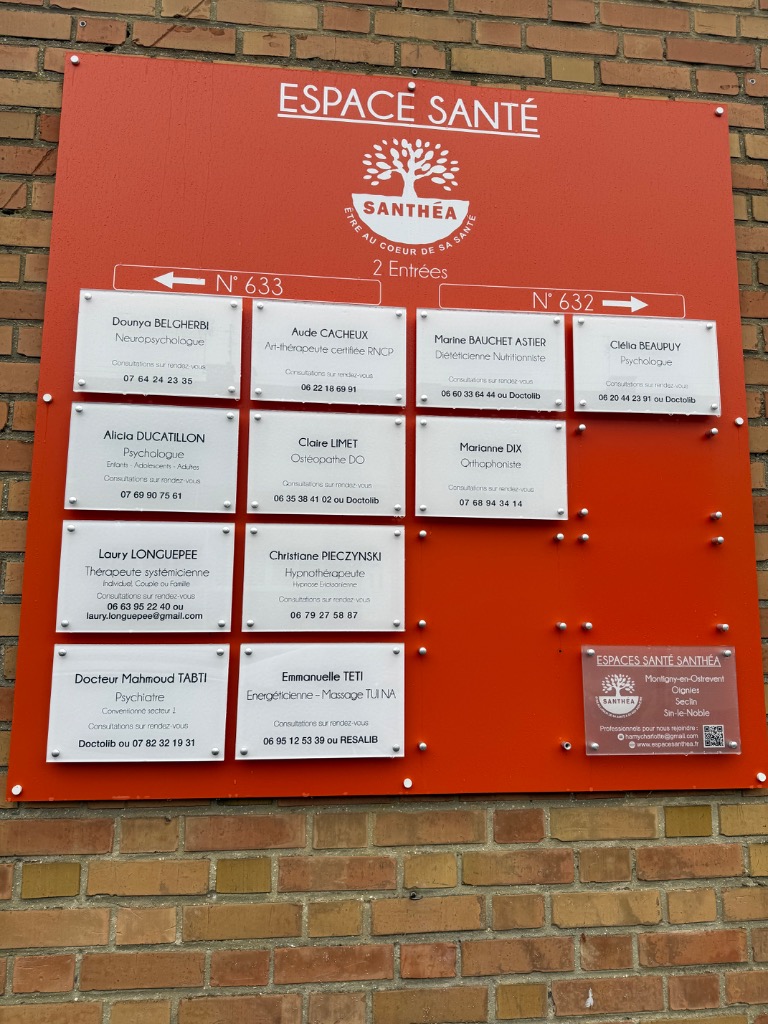 ESPACE SANTÉ
SANTHÉA
ÊTRE AU COEUR DE SA SANTÉ
2 Entrées
N° 633
N° 632
Dounya BELGHERBI
Neuropsychologue
Consultations sur rendez-vous
07 64 24 23 35
Aude CACHEUX
Art-thérapeute certifiée RNCP
Consultations sur rendez-vous
06 22 18 69 91
Marine BAUCHET ASTIER
Diététicienne Nutritionniste
Consultations sur rendez-vous
06 60 33 64 44 ou Doctolib
Clélia BEAUPUY
Psychologue
Consultations sur rendez-vous
06 20 44 23 91 ou Doctolib
Alicia DUCATILLON
Psychologue
Enfants - Adolescents - Adultes
Consultations sur rendez-vous
07 69 90 75 61
Claire LIMET
Ostéopathe DO
Consultations sur rendez-vous
06 35 38 41 02 ou Doctolib
Marianne DIX
Orthophoniste
Consultations sur rendez-vous
07 68 94 34 14
Laury LONGUEPEE
Thérapeute systémicienne
Individuel, Couple ou Famille
Consultations sur rendez-vous
06 63 95 22 40 ou
laury.longuepee@gmail.com
Christiane PIECZYNSKI
Hypnothérapeute
Hypnose Ericksonienne
Consultations sur rendez-vous
06 79 27 58 87
Docteur Mahmoud TABTI
Psychiatre
Conventionné secteur 1
Consultations sur rendez-vous
Doctolib ou 07 82 32 19 31
Emmuelle TETI
Energéticienne – Massage TUI NA
Consultations sur rendez-vous
06 95 12 53 39 ou RESALIB
ESPACES SANTÉ SANTHÉA
SANTHÉA
Montigny-en-Ostrevent
Oignies
Seclin
Sin-le-Noble
Professionnels pour nous rejoindre :
hamycharlotte@gmail.com
www.espacesanthea.fr